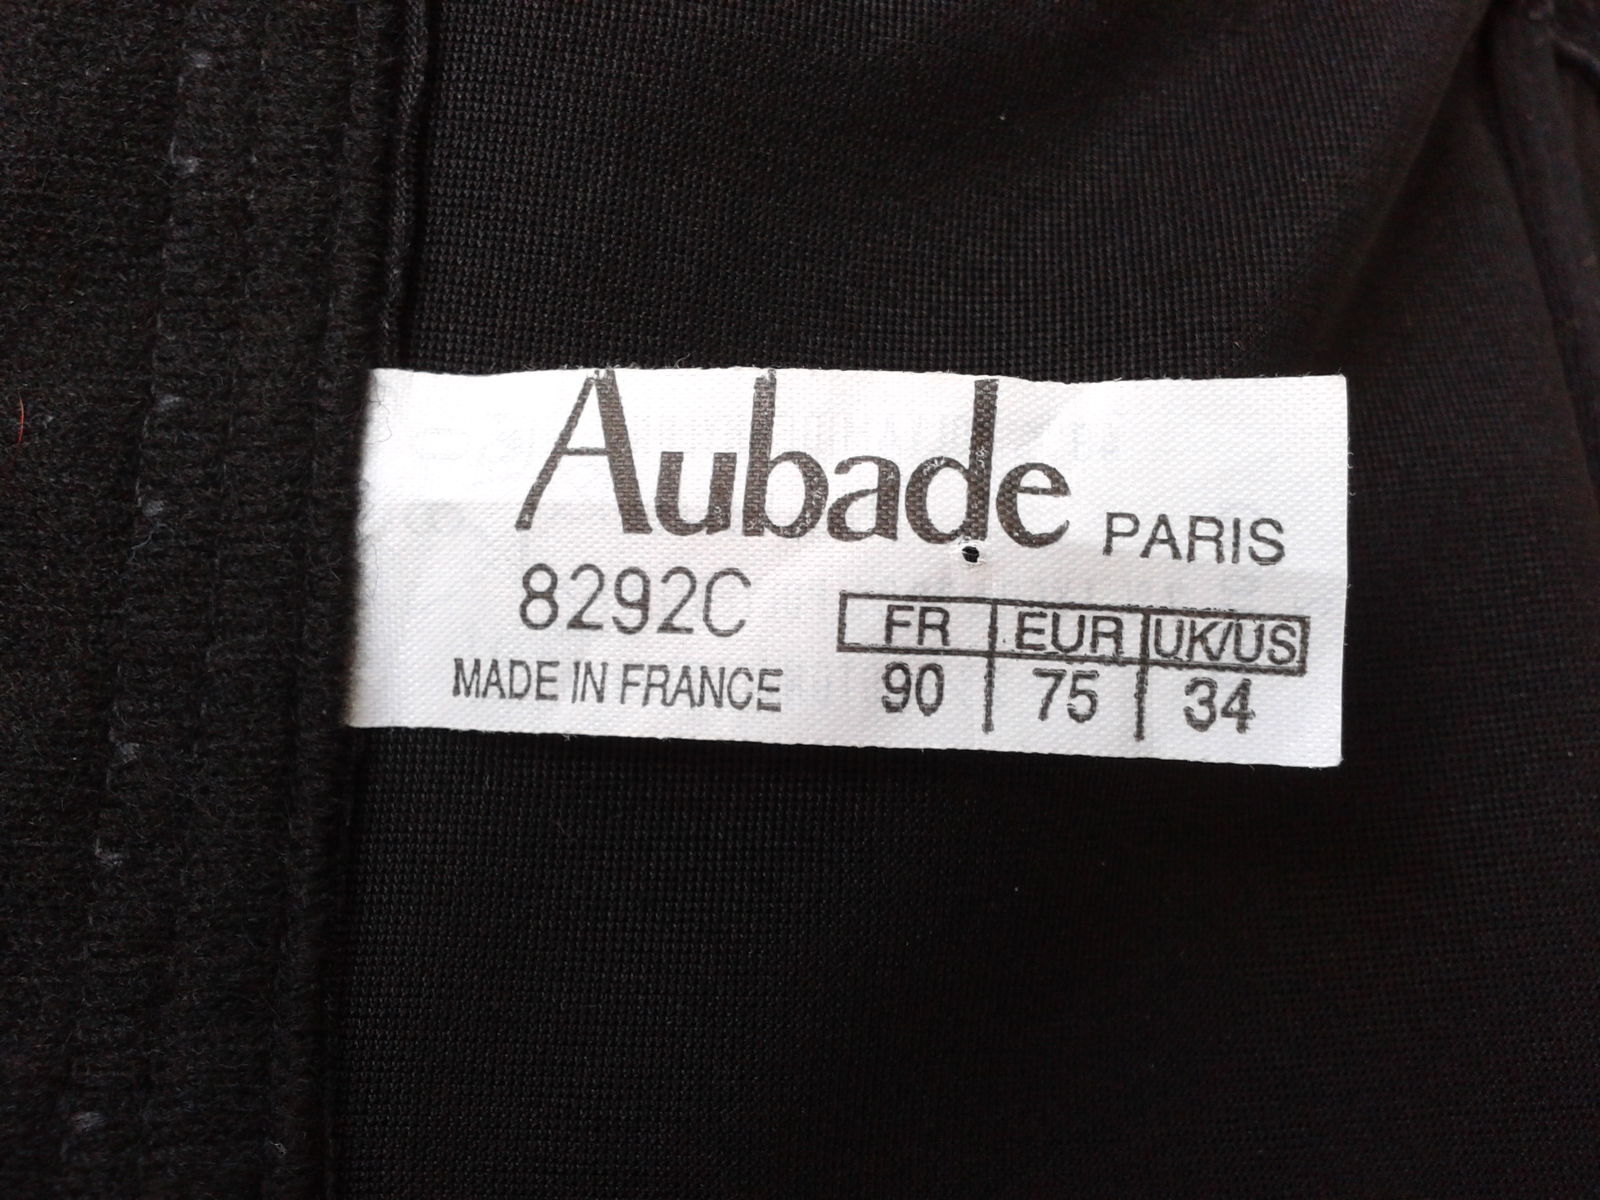 Aubade PARIS
8292C
MADE IN FRANCE
FR EUR UK/US
90 75 34